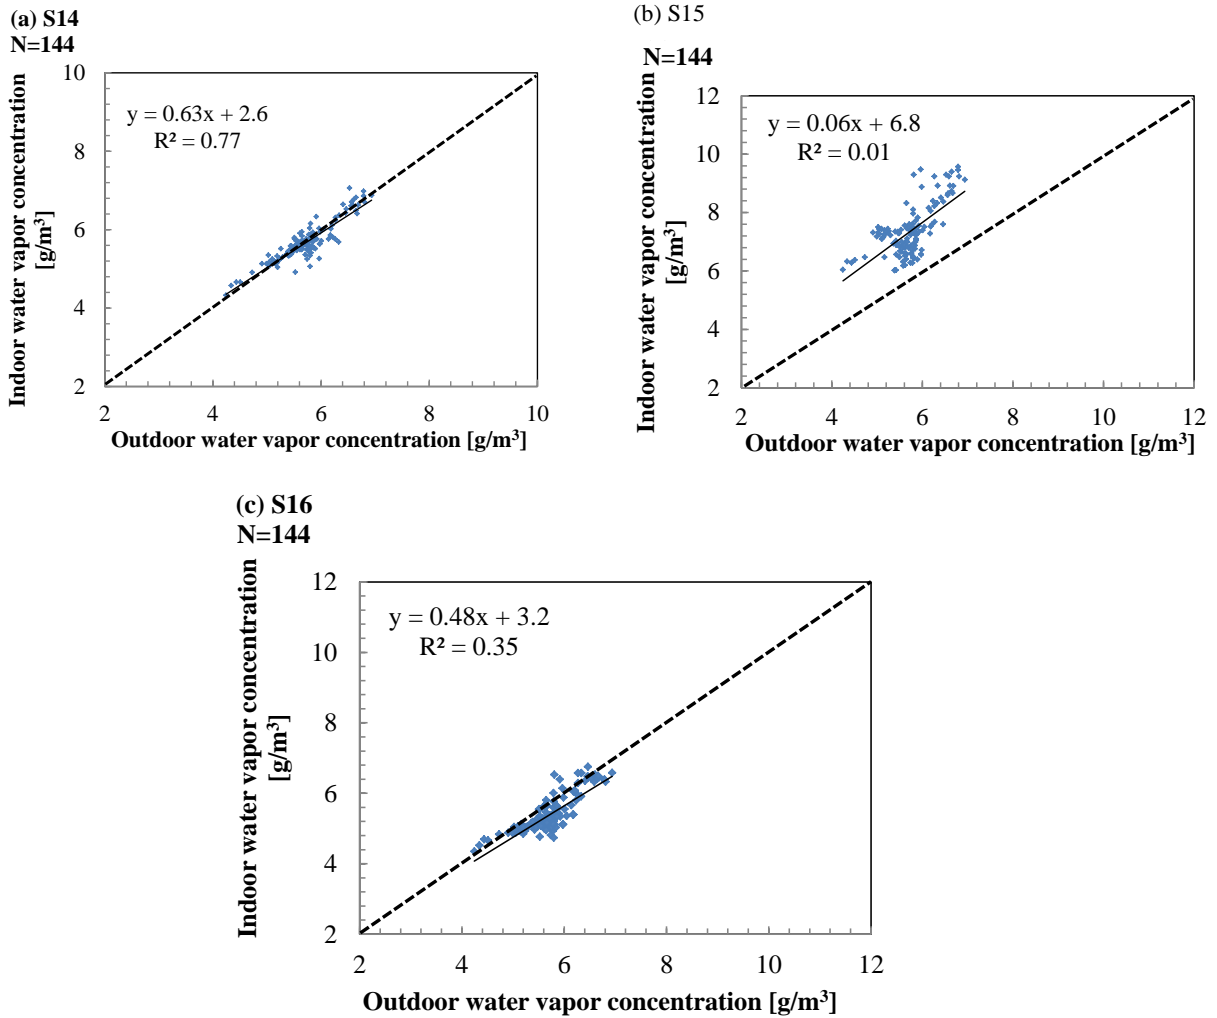 (a) S14
N=144
Indoor water vapor concentration
[g/m³]
y = 0.63x + 2.6
R² = 0.77
10
8
6
4
2
2 4 6 8 10
Outdoor water vapor concentration [g/m³]
(b) S15
N=144
Indoor water vapor concentration
[g/m³]
y = 0.06x + 6.8
R² = 0.01
12
10
8
6
4
2
2 4 6 8 10 12
Outdoor water vapor concentration [g/m³]
(c) S16
N=144
Indoor water vapor concentration
[g/m³]
y = 0.48x + 3.2
R² = 0.35
12
10
8
6
4
2
2 4 6 8 10 12
Outdoor water vapor concentration [g/m³]